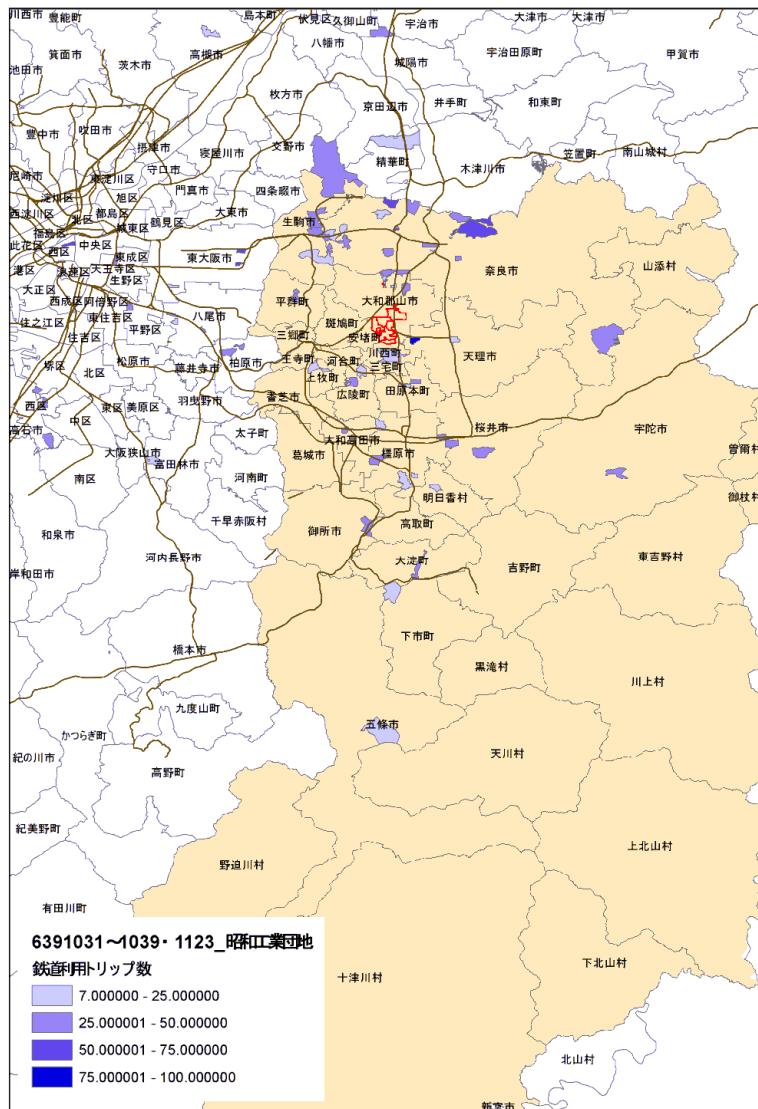 川西市
豊能町
島本町
伏見区
久御山町
宇治市
大津市
大津市
箕面市
高槻市
八幡市
城陽市
宇治田原町
甲賀市
池田市
茨木市
枚方市
京田辺市
井手町
和束町
豊中市
吹田市
摂津市
寝屋川市
交野市
精華町
木津川市
笠置町
南山城村
尼崎市
東淀川区
守口市
門真市
四条畷市
淀川区
旭区
西淀川区
北区
都島区
大東市
生駒市
福島区
城東区
鶴見区
此花区
西区
中央区
東成区
東大阪市
奈良市
山添村
港区
浪速区
天王寺区
生野区
大正区
西成区
阿倍野区
平群町
大和郡山市
住之江区
東住吉区
平野区
八尾市
斑鳩町
安堵町
住吉区
三郷町
川西町
天理市
堺区
北区
松原市
藤井寺市
柏原市
王寺町
河合町
三宅町
上牧町
西区
東区
美原区
羽曳野市
香芝市
広陵町
田原本町
高石市
中区
太子町
大和高田市
桜井市
宇陀市
大阪狭山市
富田林市
葛城市
橿原市
曽爾村
南区
河南町
明日香村
御杖村
和泉市
千早赤阪村
御所市
高取町
河内長野市
大淀町
吉野町
東吉野村
岸和田市
橋本市
下市町
黒滝村
川上村
九度山町
かつらぎ町
五條市
紀の川市
高野町
天川村
紀美野町
野迫川村
上北山村
有田川町
十津川村
下北山村
北山村
新宮市
6391031～1039・1123_昭和工業団地
鉄道利用トリップ数
7.000000 - 25.000000
25.000001 - 50.000000
50.000001 - 75.000000
75.000001 - 100.000000